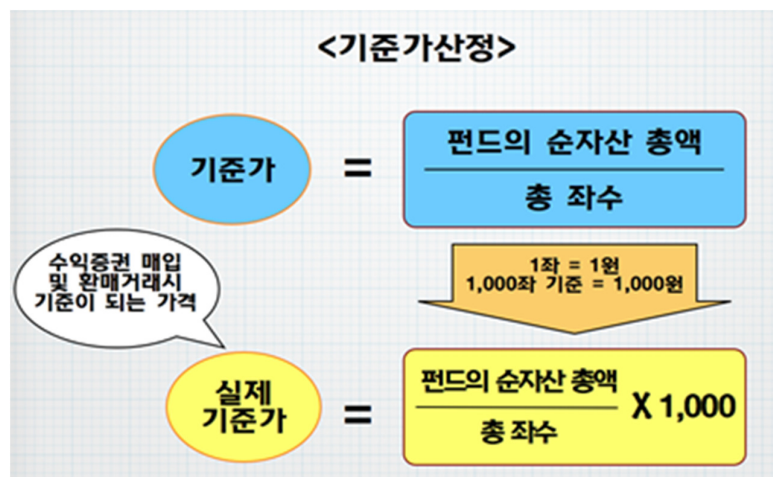 <기준가산정>
기준가
=
펀드의 순자산 총액
총 좌수
수익증권 매입
및 환매거래시
기준이 되는 가격
1좌 = 1원
1,000좌 기준 = 1,000원
실제
기준가
=
펀드의 순자산 총액
총 좌수
X 1,000